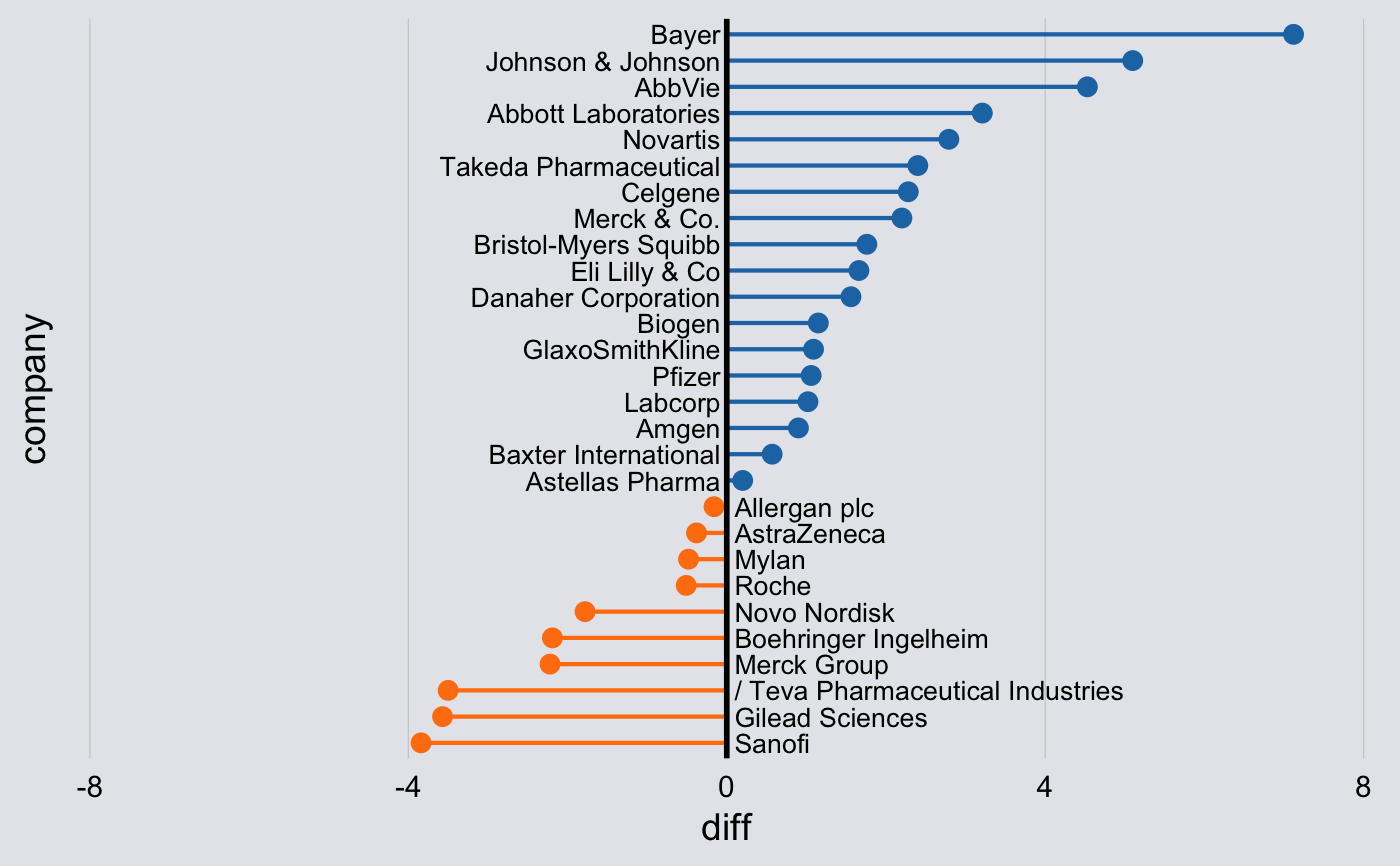 Bayer
Johnson & Johnson
AbbVie
Abbott Laboratories
Novartis
Takeda Pharmaceutical
Celgene
Merck & Co.
Bristol-Myers Squibb
Eli Lilly & Co
Danaher Corporation
Biogen
GlaxoSmithKline
Pfizer
Labcorp
Amgen
Baxter International
Astellas Pharma
Allergan plc
AstraZeneca
Mylan
Roche
Novo Nordisk
Boehringer Ingelheim
Merck Group
/ Teva Pharmaceutical Industries
Gilead Sciences
Sanofi
company
-8 -4 0 4 8
diff